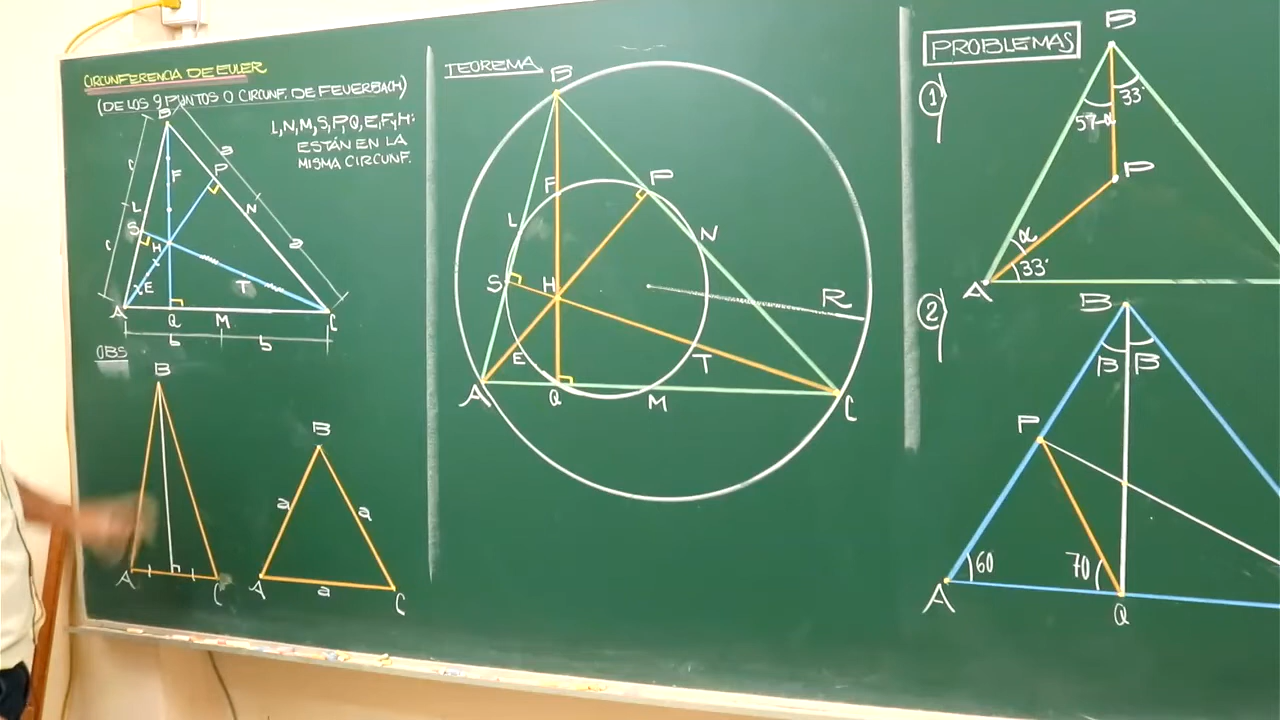 CIRCUNFERENCIA DE EULER
(DE LOS 9 PUNTOS O CIRCUNF. DE FEUERBACH)
L,N,M,S,P,Q,E,F y H:
ESTÁN EN LA
MISMA CIRCUNF.
B
c
a
F
P
L
N
S
H
c
a
E
T
A
Q
M
C
b
b
OBS
B
A
C
B
a
a
A
a
C
TEOREMA
B
F
P
L
N
S
H
R
E
T
A
Q
M
C
PROBLEMAS
1)
B
33°
57-α
P
α
33°
A
2)
B
β
β
P
60
70
A
Q